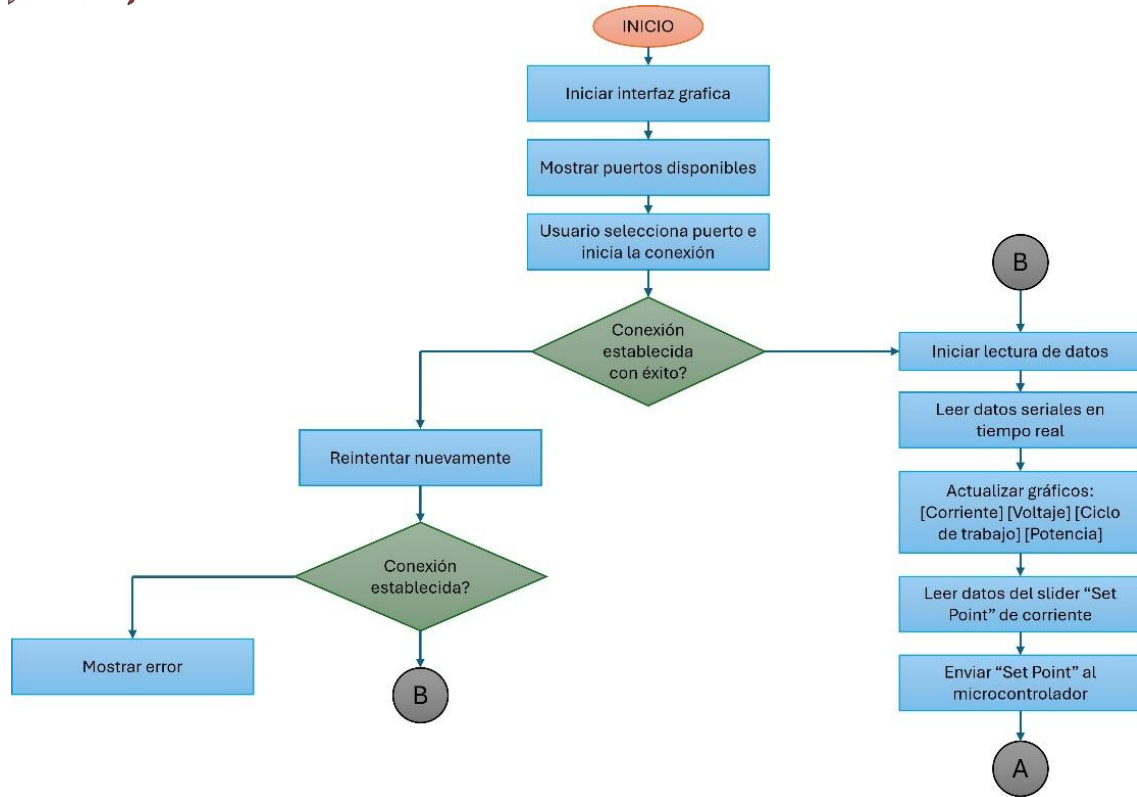 INICIO
Iniciar interfaz grafica
Mostrar puertos disponibles
Usuario selecciona puerto e
inicia la conexión
Conexión
establecida
con éxito?
Reintentar nuevamente
Conexión
establecida?
Mostrar error
B
B
Iniciar lectura de datos
Leer datos seriales en
tiempo real
Actualizar gráficos:
[Corriente] [Voltaje] [Ciclo
de trabajo] [Potencia]
Leer datos del slider “Set
Point” de corriente
Enviar “Set Point” al
microcontrolador
A